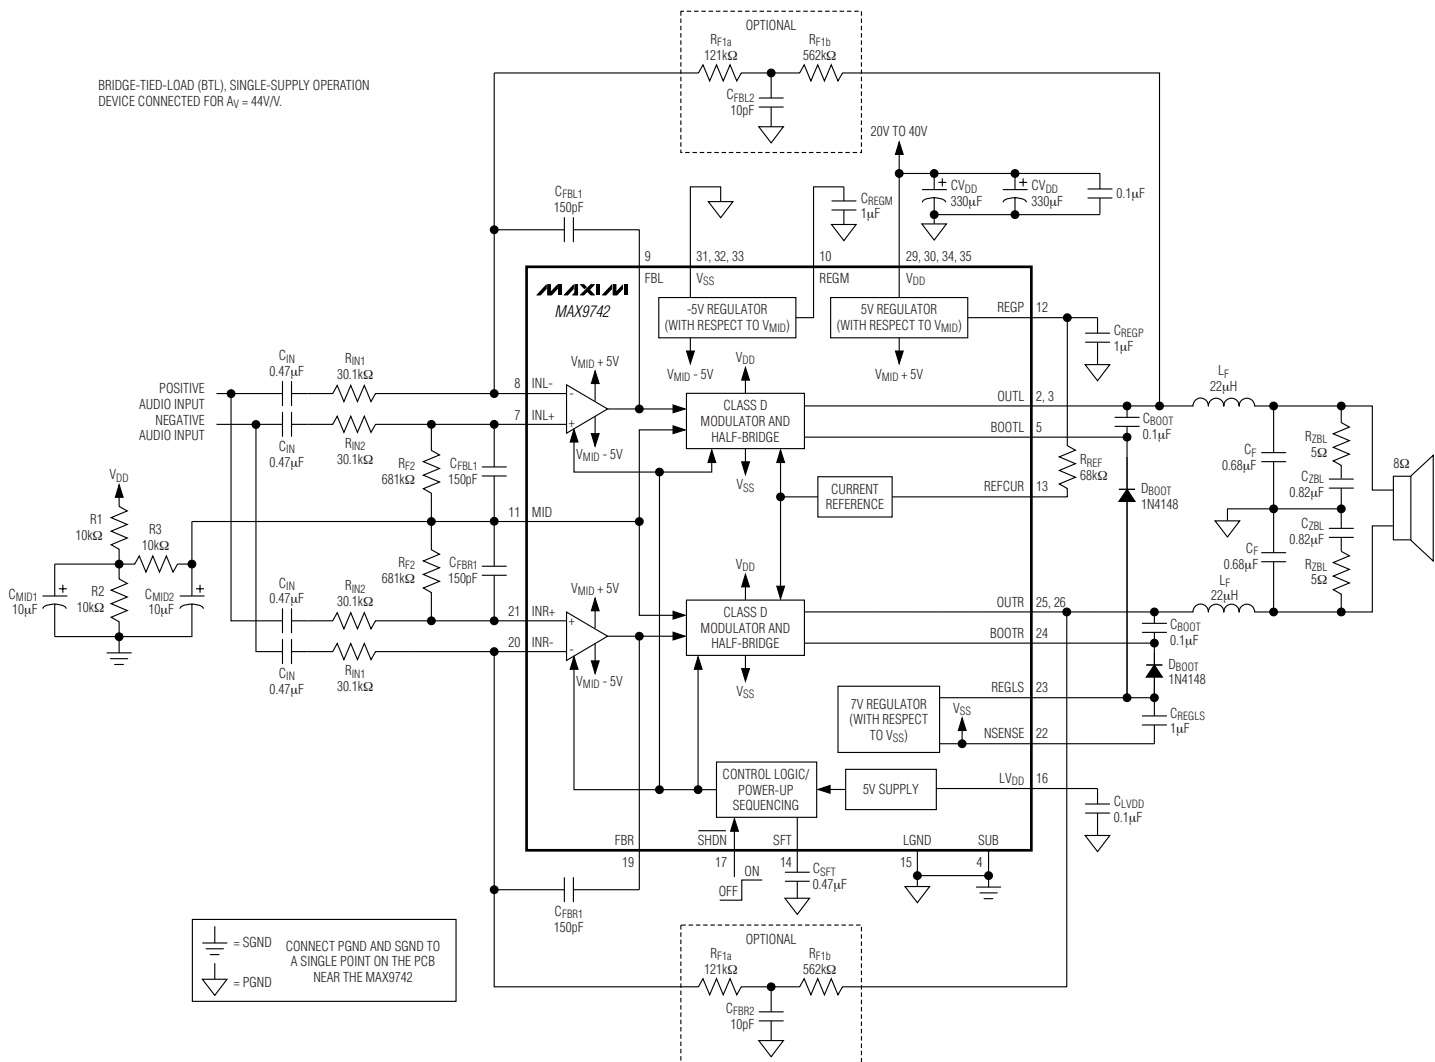 OPTIONAL
RF1a
121kΩ
RF1b
562kΩ
CFBL2
10pF
BRIDGE-TIED-LOAD (BTL), SINGLE-SUPPLY OPERATION
DEVICE CONNECTED FOR AV = 44V/V.
20V TO 40V
CFBL1
150pF
CREGM
1μF
+ CVDD
330μF
+ CVDD
330μF
0.1μF
9
31, 32, 33
10
29, 30, 34, 35
FBL
VSS
REGM
VDD
MAXIM
MAX9742
-5V REGULATOR
(WITH RESPECT TO VMID)
5V REGULATOR
(WITH RESPECT TO VMID)
REGP
12
CREGP
1μF
VMID + 5V
VDD
VMID - 5V
VMID + 5V
CIN
0.47μF
RIN1
30.1kΩ
POSITIVE
AUDIO INPUT
NEGATIVE
AUDIO INPUT
8
INL-
-
7
INL+
+
CLASS D
MODULATOR AND
HALF-BRIDGE
OUTL
2, 3
BOOTL
5
LF
22μH
CBOOT
0.1μF
CIN
0.47μF
RIN2
30.1kΩ
VMID - 5V
VSS
RF2
681kΩ
CFBL1
150pF
RREF
68kΩ
CF
0.68μF
RZBL
5Ω
CZBL
0.82μF
8Ω
VDD
R1
10kΩ
R3
10kΩ
CURRENT
REFERENCE
REFCUR
13
DBOOT
1N4148
11
MID
CMID1
10μF
+
R2
10kΩ
CMID2
10μF
+
RF2
681kΩ
CFBR1
150pF
CF
0.68μF
CZBL
0.82μF
RZBL
5Ω
CIN
0.47μF
RIN2
30.1kΩ
VMID + 5V
VDD
21
INR+
+
20
INR-
-
CLASS D
MODULATOR AND
HALF-BRIDGE
OUTR
25, 26
BOOTR
24
LF
22μH
CBOOT
0.1μF
CIN
0.47μF
RIN1
30.1kΩ
VMID - 5V
VSS
DBOOT
1N4148
7V REGULATOR
(WITH RESPECT
TO VSS)
VSS
REGLS
23
NSENSE
22
CREGLS
1μF
CONTROL LOGIC/
POWER-UP
SEQUENCING
5V SUPPLY
LVDD
16
CLVDD
0.1μF
FBR
SHDN
SFT
LGND
SUB
19
17
14
15
4
ON
OFF
CSFT
0.47μF
CFBR1
150pF
= SGND
= PGND
CONNECT PGND AND SGND TO
A SINGLE POINT ON THE PCB
NEAR THE MAX9742
OPTIONAL
RF1a
121kΩ
RF1b
562kΩ
CFBR2
10pF